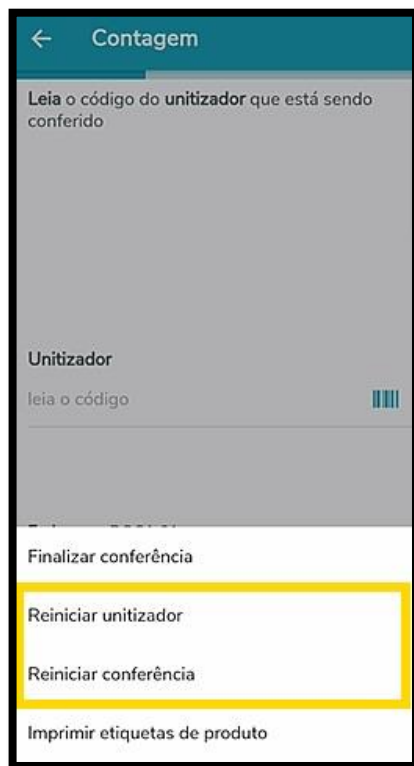 Contagem
Leia o código do unitizador que está sendo
conferido
Unitizador
leia o código
Finalizar conferência
Reiniciar unitizador
Reiniciar conferência
Imprimir etiquetas de produto